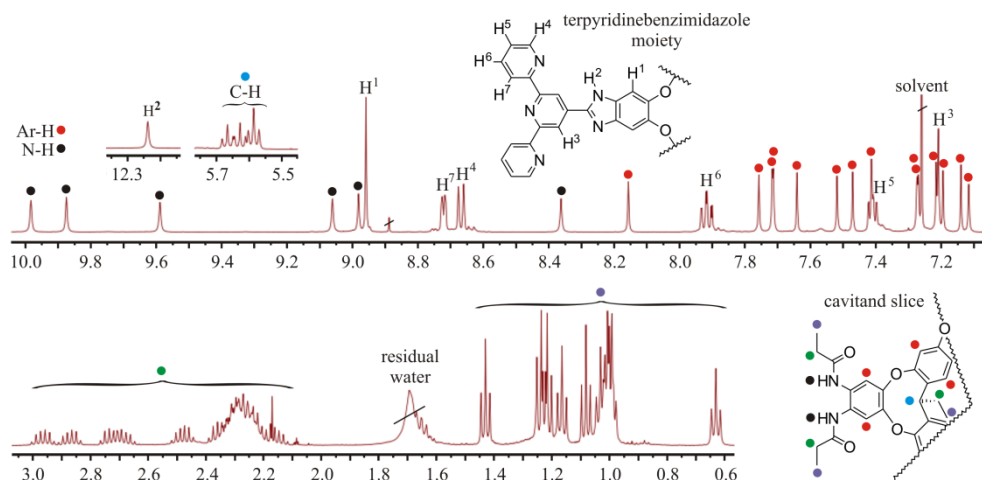 terpyridinebenzimidazole
moiety
H⁵
H⁴
H⁶
H⁷
N
N
N
H³
H²
N
N
H¹
O
O
Ar-H
N-H
H²
C-H
12.3
5.7
5.5
H¹
H⁷
H⁴
H⁶
H⁵
solvent
H³
10.0 9.8 9.6 9.4 9.2 9.0 8.8 8.6 8.4 8.2 8.0 7.8 7.6 7.4 7.2
residual
water
3.0 2.8 2.6 2.4 2.2 2.0 1.8 1.6 1.4 1.2 1.0 0.8 0.6
cavitand slice
O
O
HN
O
HN
O
O